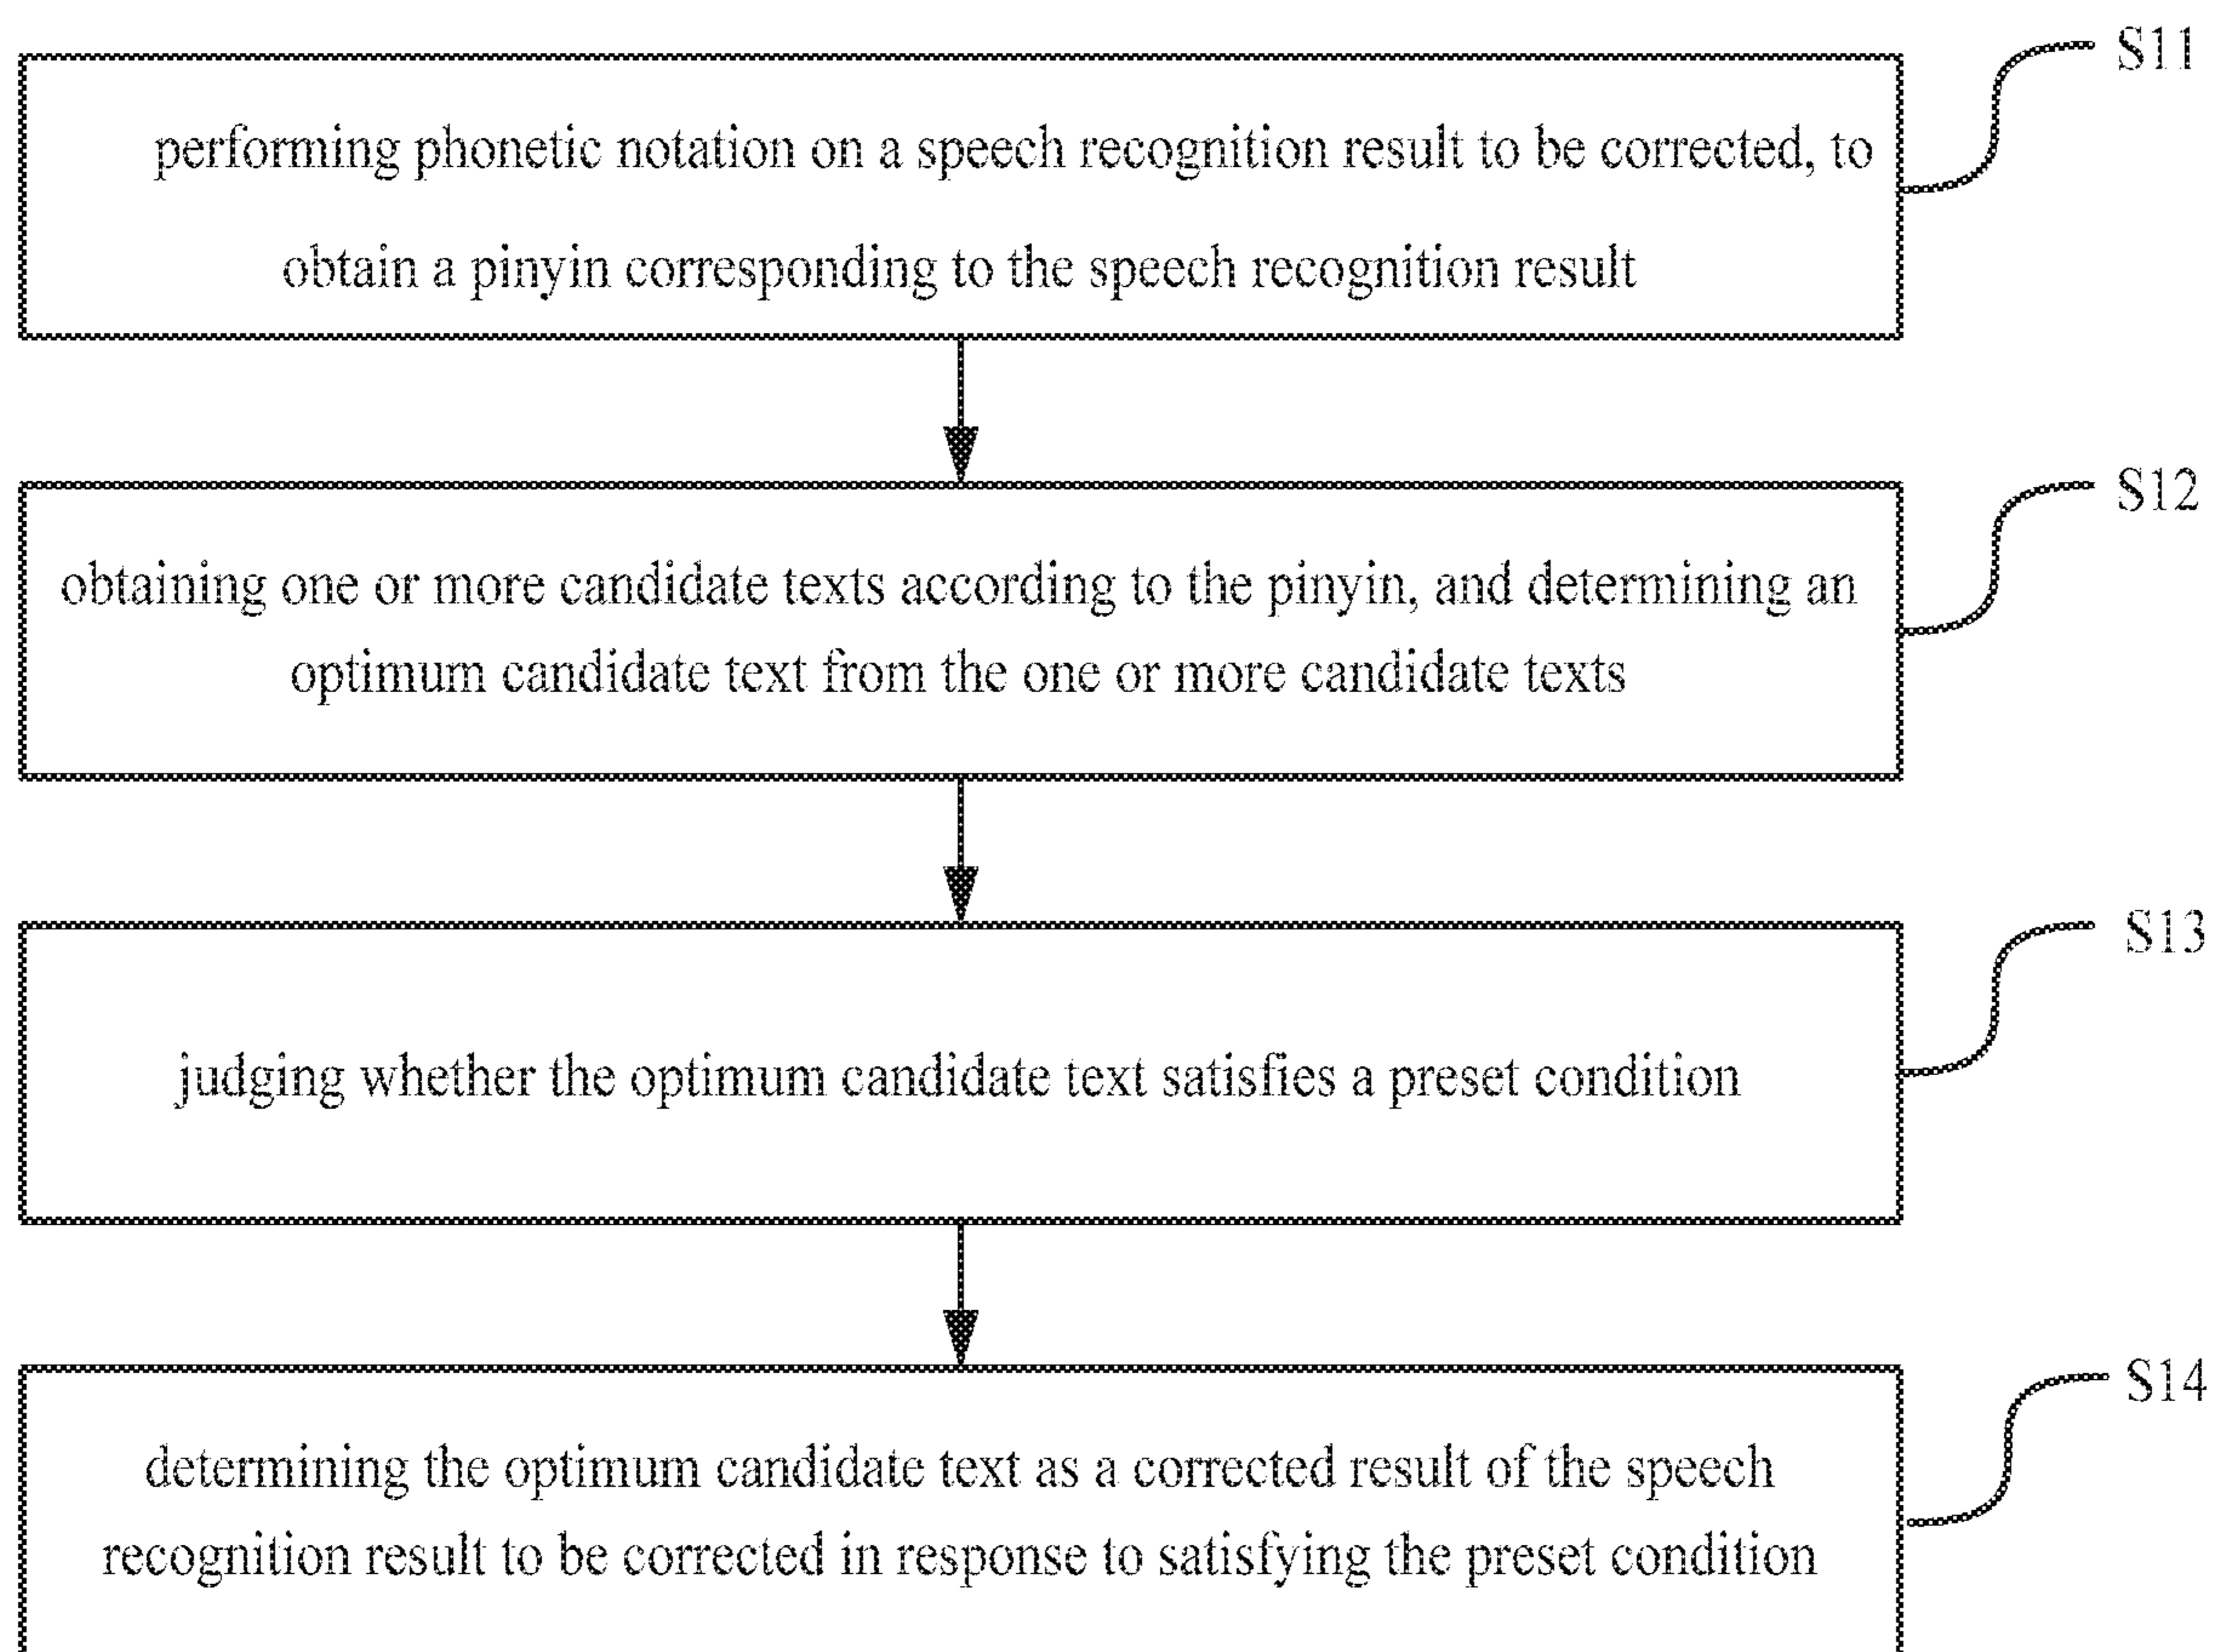 S11
performing phonetic notation on a speech recognition result to be corrected, to
obtain a pinyin corresponding to the speech recognition result
S12
obtaining one or more candidate texts according to the pinyin, and determining an
optimum candidate text from the one or more candidate texts
S13
judging whether the optimum candidate text satisfies a preset condition
S14
determining the optimum candidate text as a corrected result of the speech
recognition result to be corrected in response to satisfying the preset condition